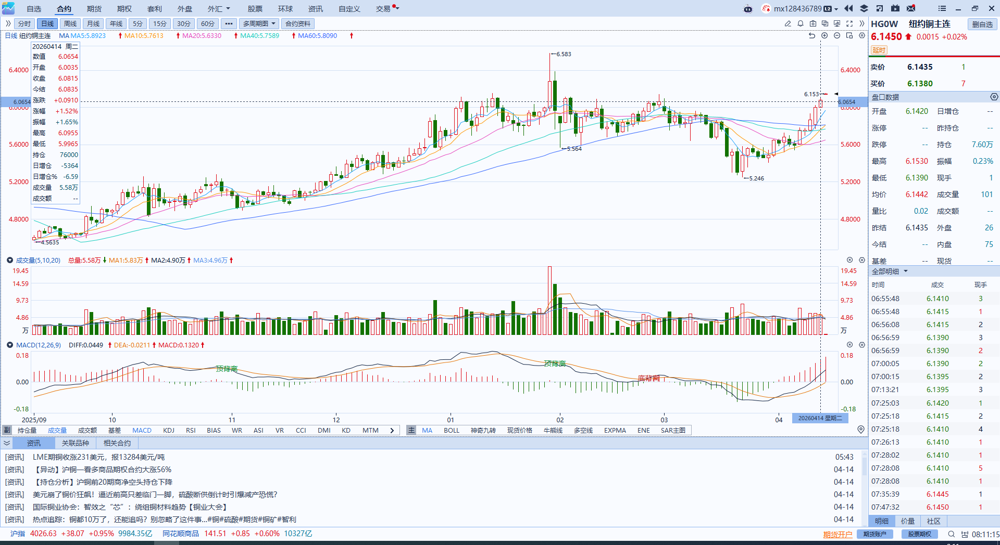 自选 合约 期货 期权 套利 外盘 外汇 股票 环球 资讯 自定义 交易 mx128436789 L2
分时 日线 周线 月线 年线 5分 15分 30分 60分 ••• 多周期图 合约资料
日线 纽约铜主连 MA MA5:5.8923 MA10:5.7613 MA20:5.6330 MA40:5.7589 MA60:5.8090
20260414 周二
数值 6.0654
开盘 6.0035
收盘 6.0815
今结 6.0835
涨跌 +0.0910
涨幅 +1.52%
振幅 +1.65%
最高 6.0955
最低 5.9965
持仓 76000
日增仓 -5364
日增仓% -6.59
成交量 5.58万
成交额 --
6.4000 6.4000
6.0654 6.0654
6.0000 6.0000
5.6000 5.6000
5.2000 5.2000
4.8000 4.8000
6.583
6.153
5.564
5.246
4.5635
成交量(5,10,20) 总量:5.58万 MA1:5.83万 MA2:4.90万 MA3:4.96万
19.45 19.45
14.59 14.59
9.73 9.73
4.86 4.86
万 万
MACD(12,26,9) DIFF:0.0449 DEA:-0.0211 MACD:0.1320
0.18 0.18
顶背离 顶背离 底背离
0.00 0.00
-0.18 -0.18
2025/09 10 11 12 01 02 03 04 20260414 星期二
副 持仓量 成交量 成交额 基差 MACD KDJ RSI BIAS WR ASI VR CCI DMI KD MTM 主 MA BOLL 神奇九转 现货价格 牛熊线 多空线 EXPMA ENE SAR主图
资讯 关联品种 相关合约
[资讯] LME期铜收涨231美元，报13284美元/吨 05:43
[资讯] 【异动】沪铜一看多商品期权合约大涨56% 04-14
[资讯] 【持仓分析】沪铜前20期商净空头持仓下降 04-14
[资讯] 美元崩了铜价狂飙！逼近前高只差临门一脚，硫酸断供倒计时引爆减产恐慌？ 04-14
[资讯] 国际铜业协会：智效之“芯”：绕组铜材料趋势【铜业大会】 04-14
[资讯] 热点追踪：铜都10万了，还能追吗？别忽略了这件事...#铜#硫酸#期货#铜矿#智利 04-14
HG0W 纽约铜主连 删自选
6.1450 0.0015 +0.02%
延时
卖价 6.1435 1
买价 6.1380 7
盘口数据
开盘 6.1420 日增仓 --
涨停 -- 昨持仓 --
跌停 -- 持仓 7.60万
最高 6.1530 振幅 0.23%
最低 6.1390 现手 1
均价 6.1442 成交量 101
量比 0.02 成交额 --
昨结 6.1435 外盘 26
今结 -- 内盘 75
基差 -- 现货 --
全部明细
时间 成交 现手
06:55:48 6.1410 3
06:55:48 6.1415 1
06:56:08 6.1415 2
06:56:59 6.1390 3
06:56:59 6.1390 2
07:00:05 6.1390 2
07:00:15 6.1395 2
07:13:21 6.1395 3
07:25:03 6.1420 1
07:25:18 6.1415 2
07:25:18 6.1410 4
07:26:13 6.1410 1
07:28:02 6.1410 1
07:28:08 6.1410 5
07:28:08 6.1410 1
07:35:39 6.1445 1
07:47:32 6.1450 1
明细 价量 社区
沪指 4026.63 +38.07 +0.95% 9984.35亿 同花顺商品 141.51 +0.85 +0.60% 10327亿 期货开户 期货账户 股票期权 08:11:15